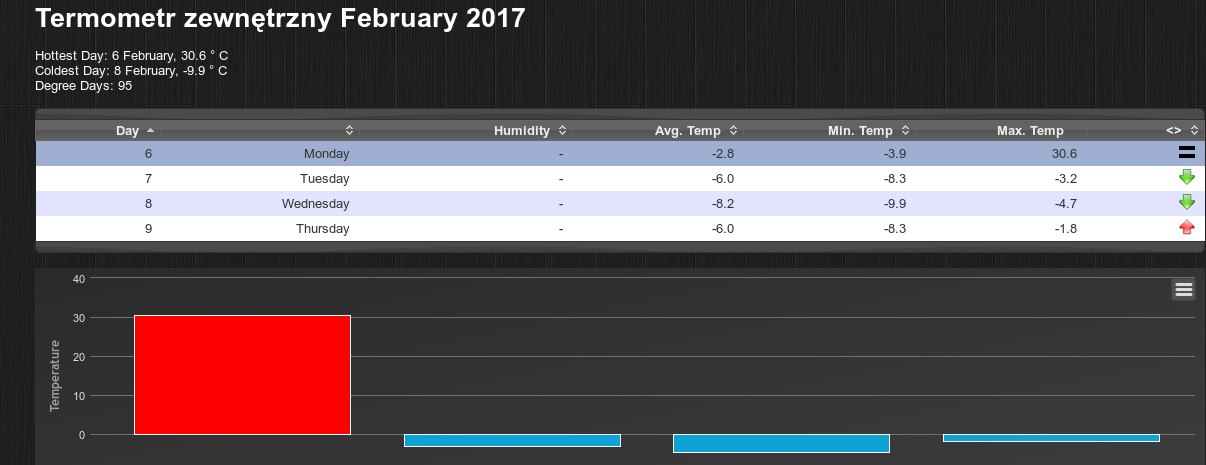 Termometr zewnętrzny February 2017
Hottest Day: 6 February, 30.6 ° C
Coldest Day: 8 February, -9.9 ° C
Degree Days: 95
Day Humidity Avg. Temp Min. Temp Max. Temp <>
6 Monday - -2.8 -3.9 30.6
7 Tuesday - -6.0 -8.3 -3.2
8 Wednesday - -8.2 -9.9 -4.7
9 Thursday - -6.0 -8.3 -1.8
Temperature
40
30
20
10
0